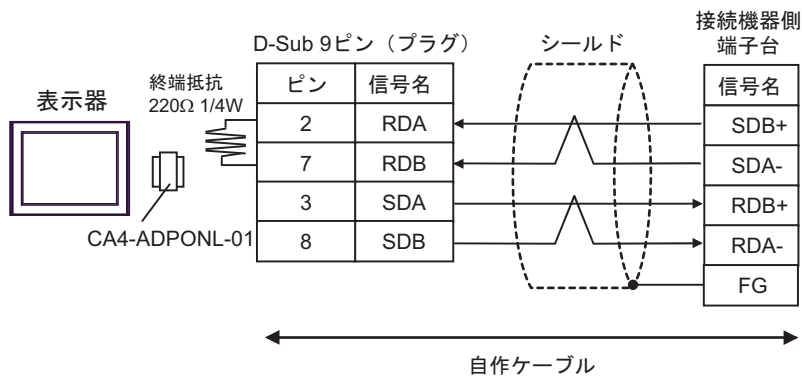 接続機器側
端子台
D-Sub 9ピン（プラグ）
シールド
ピン 信号名
信号名
終端抵抗
220Ω 1/4W
表示器
2 RDA
SDB+
7 RDB
SDA-
3 SDA
RDB+
8 SDB
RDA-
CA4-ADPONL-01
FG
自作ケーブル